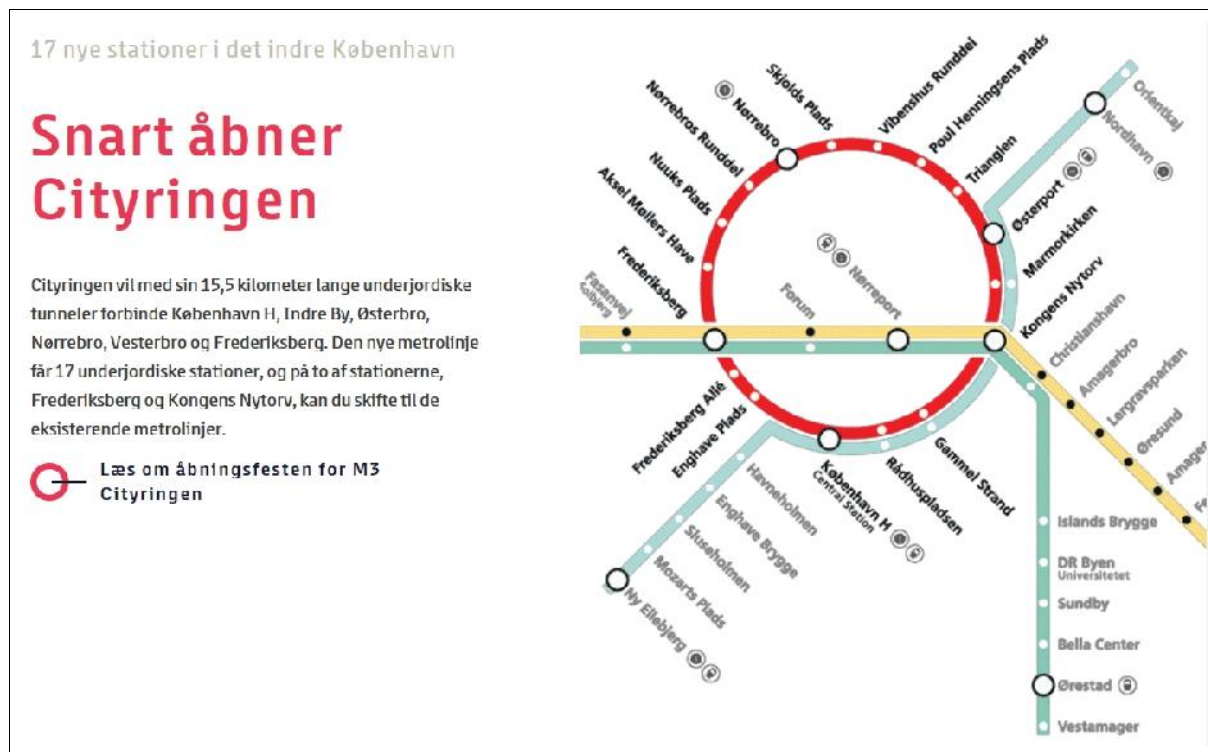 17 nye stationer i det indre København
Snart åbner
Cityringen
Cityringen vil med sin 15,5 kilometer lange underjordiske
tunneler forbinde København H, Indre By, Østerbro,
Nørrebro, Vesterbro og Frederiksberg. Den nye metrolinje
får 17 underjordiske stationer, og på to af stationerne,
Frederiksberg og Kongens Nytorv, kan du skifte til de
eksisterende metrolinjer.
Læs om åbningsfesten for M3
Cityringen
Skjolds Plads
Nørrebro
Nørrebros Runddel
Nuuks Plads
Aksel Møllers Have
Frederiksberg
Fasanvej
Solbjerg
Forum
Nørreport
Vibenshus Runddel
Poul Henningsens Plads
Trianglen
Orientkaj
Nordhavn
Østerport
Marmorkirken
Kongens Nytorv
Christianshavn
Amagerbro
Lergravsparken
Øresund
Amager
Fe
Frederiksberg Allé
Enghave Plads
København H
Central Station
Rådhuspladsen
Gammel Strand
Havneholmen
Enghave Brygge
Sluseholmen
Mozarts Plads
Ny Ellebjerg
Islands Brygge
DR Byen
Universitetet
Sundby
Bella Center
Ørestad
Vestamager